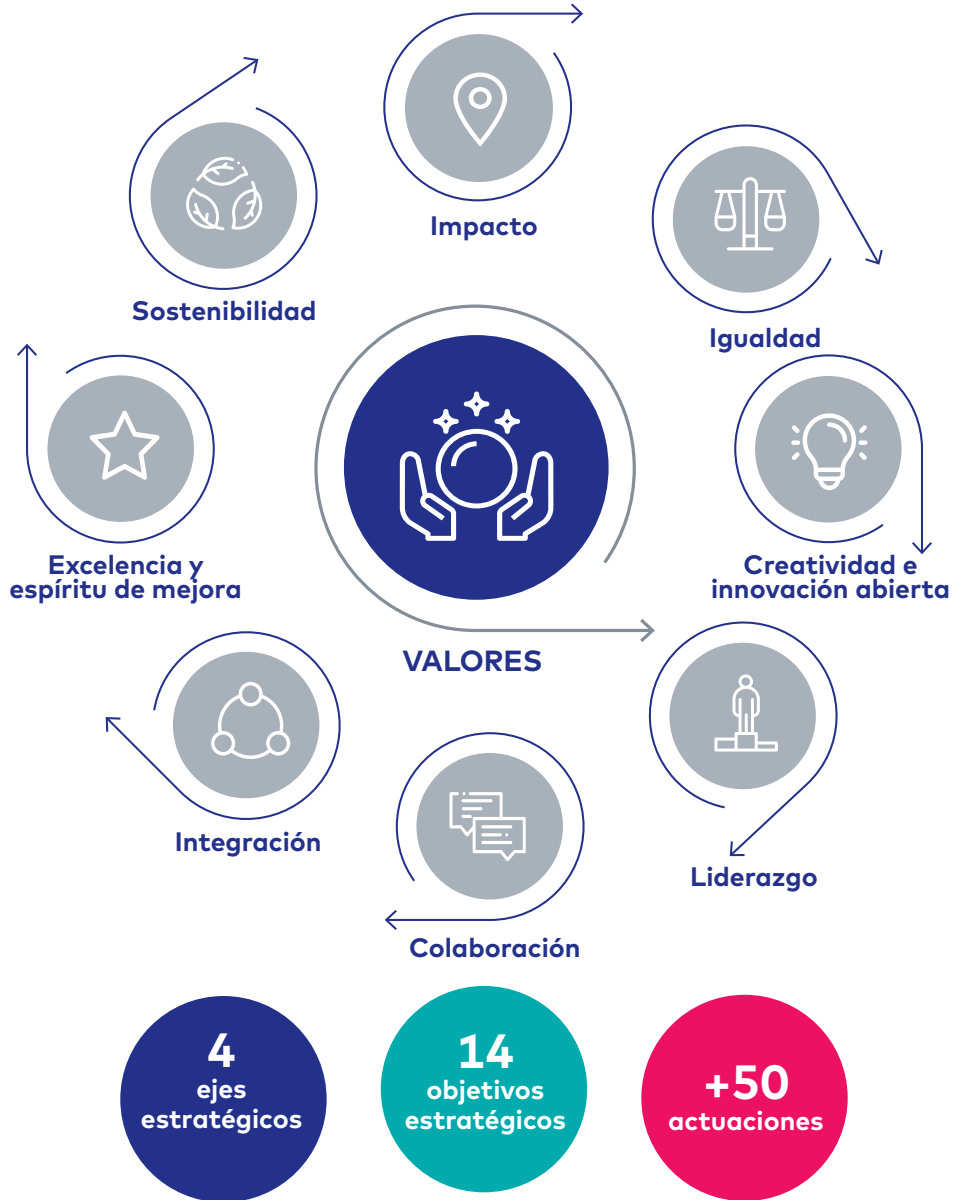 Impacto
Sostenibilidad
Igualdad
Excelencia y
espíritu de mejora
Creatividad e
innovación abierta
VALORES
Integración
Liderazgo
Colaboración
4
ejes
estratégicos
14
objetivos
estratégicos
+50
actuaciones